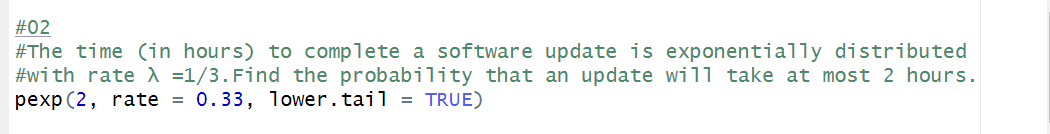 #02
#The time (in hours) to complete a software update is exponentially distributed
#with rate λ =1/3.Find the probability that an update will take at most 2 hours.
pexp(2, rate = 0.33, lower.tail = TRUE)